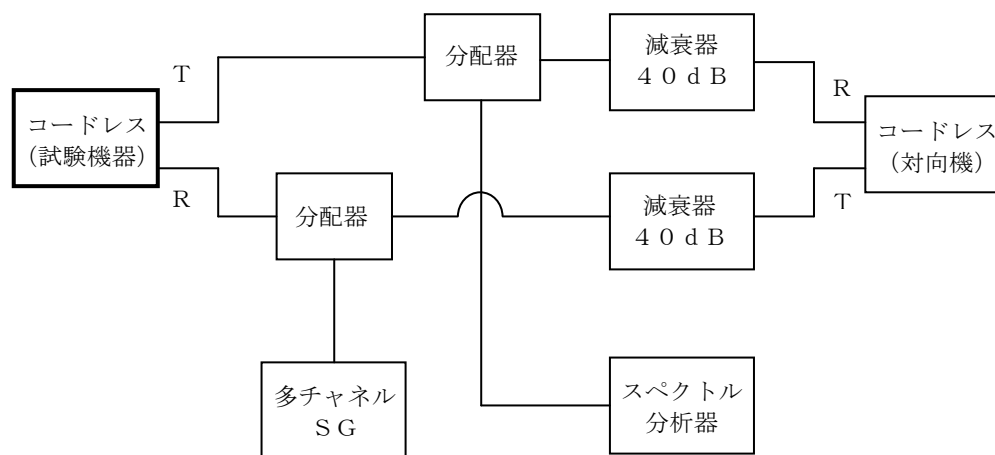 T
分配器
減衰器
４０ｄＢ
R
コードレス
（試験機器）
コードレス
（対向機）
R
分配器
減衰器
４０ｄＢ
T
多チャネル
ＳＧ
スペクトル
分析器